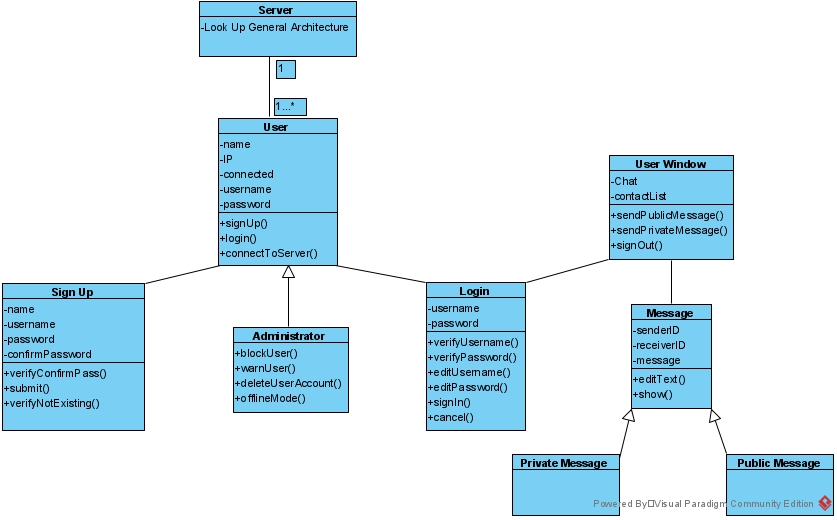 Server
-Look Up General Architecture
1
1...*
User
-name
-IP
-connected
-username
-password
+signUp()
+login()
+connectToServer()
User Window
-Chat
-contactList
+sendPublicMessage()
+sendPrivateMessage()
+signOut()
Sign Up
-name
-username
-password
-confirmPassword
+verifyConfirmPass()
+submit()
+verifyNotExisting()
Administrator
+blockUser()
+warnUser()
+deleteUserAccount()
+offlineMode()
Login
-username
-password
+verifyUsername()
+verifyPassword()
+editUsername()
+editPassword()
+signIn()
+cancel()
Message
-senderID
-receiverID
-message
+editText()
+show()
Private Message
Public Message
Powered By Visual Paradigm Community Edition